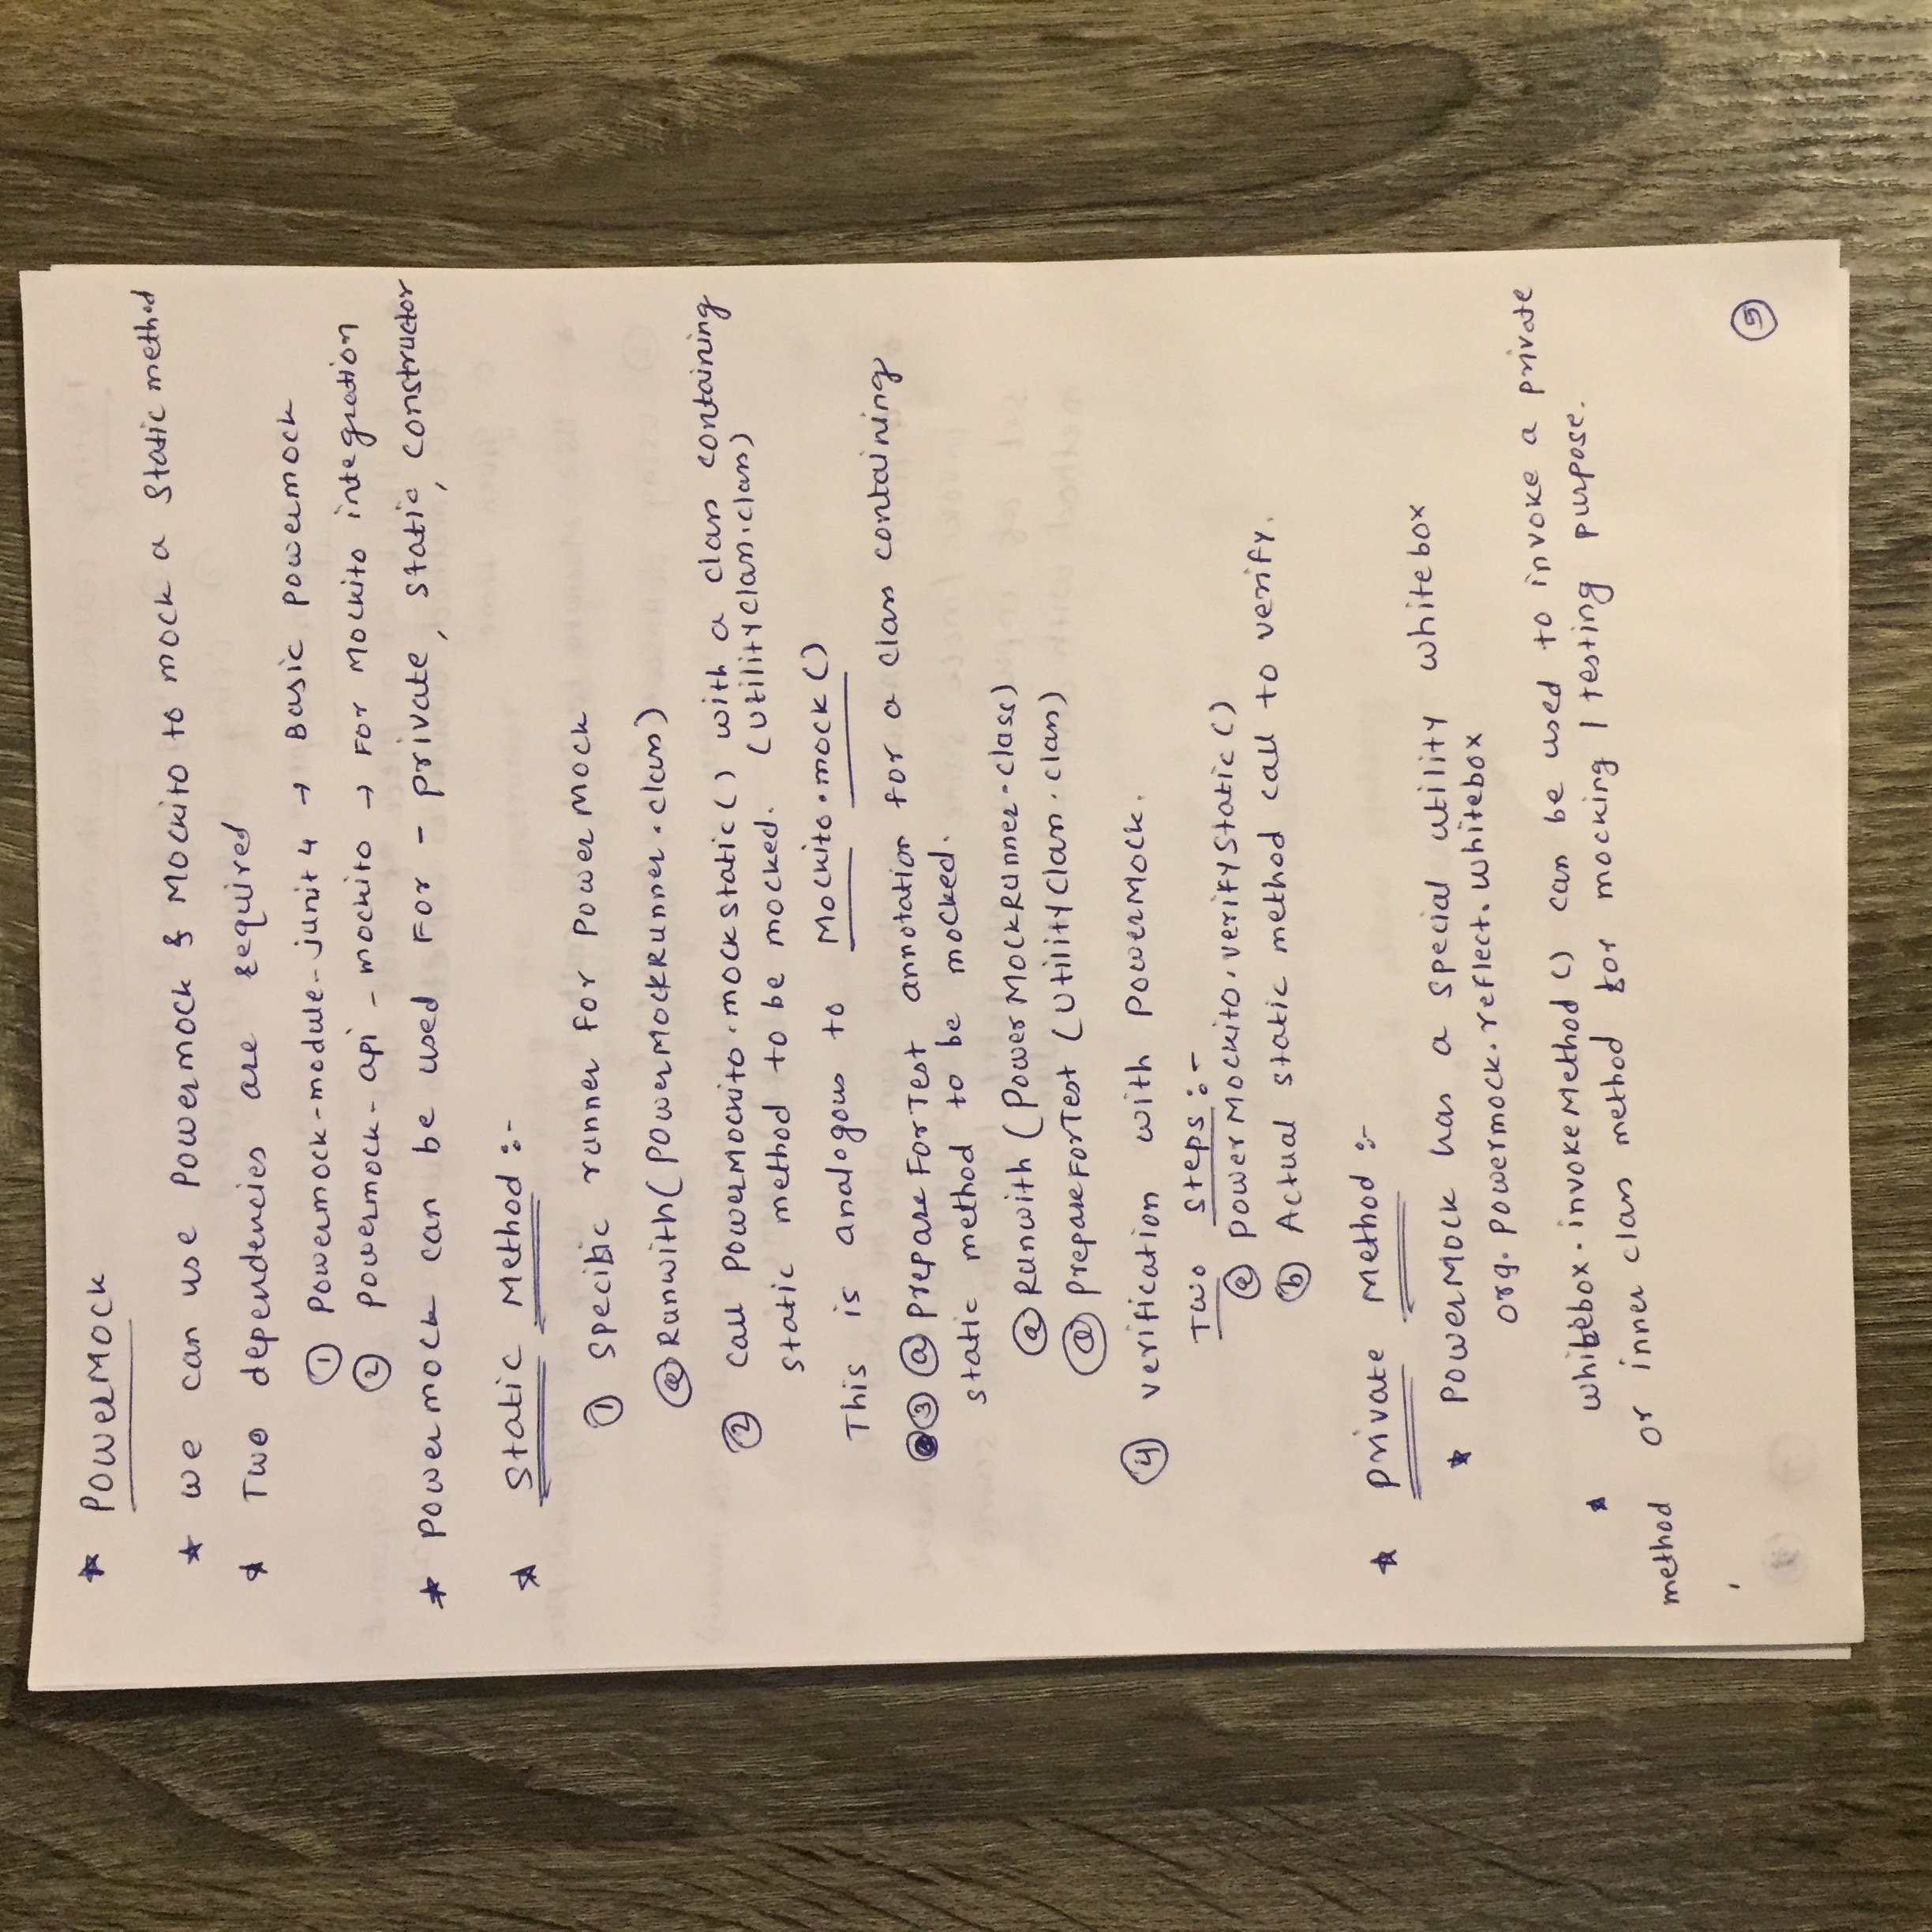 ★ PowerMock
★ we can use Powermock & Mockito to mock a Static method
★ Two dependencies are required
① Powermock-module-junit 4 → Basic powermock
② powermock-api-mockito → For Mockito integration
★ Powermock can be used For - private, static, constructor
★ Static Method :-
① Specific runner For Power Mock
@ Runwith ( PowerMockRunner.class)
② Call PowerMockito.mockstatic() with a class containing
static method to be mocked. (Utilityclass.class)
This is analogous to Mockito.mock()
③ @ PrepareForTest annotation for a class containing
static method to be mocked.
@ Runwith (PowerMockRunner.class)
@ PrepareForTest (Utilityclass.class)
④ verification with PowerMock.
Two steps :-
ⓐ PowerMockito.verifystatic()
ⓑ Actual static method call to verify.
★ Private Method :-
★ PowerMock has a special utility whitebox
org.powermock.reflect.Whitebox
★ whitebox.invokeMethod() can be used to invoke a private
method or inner class method for mocking / testing purpose.
⑤